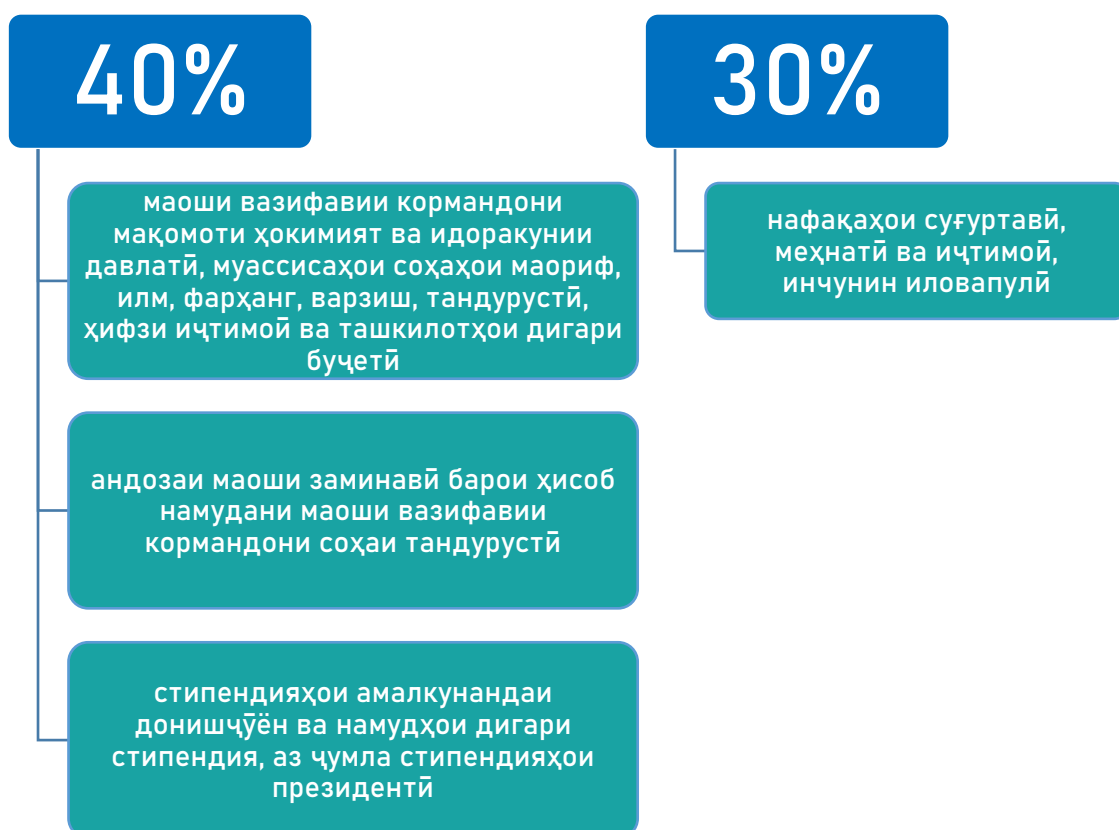 40%
маоши вазифавии кормандони
мақомоти ҳокимият ва идоракунии
давлатӣ, муассисаҳои соҳаҳои маориф,
илм, фарҳанг, варзиш, тандурустӣ,
ҳифзи иҷтимоӣ ва ташкилотҳои дигари
буҷетӣ
андозаи маоши заминавӣ барои ҳисоб
намудани маоши вазифавии
кормандони соҳаи тандурустӣ
стипендияҳои амалкунандаи
донишҷӯён ва намудҳои дигари
стипендия, аз ҷумла стипендияҳои
президентӣ
30%
нафақаҳои суғуртавӣ,
меҳнатӣ ва иҷтимоӣ,
инчунин иловапулӣ